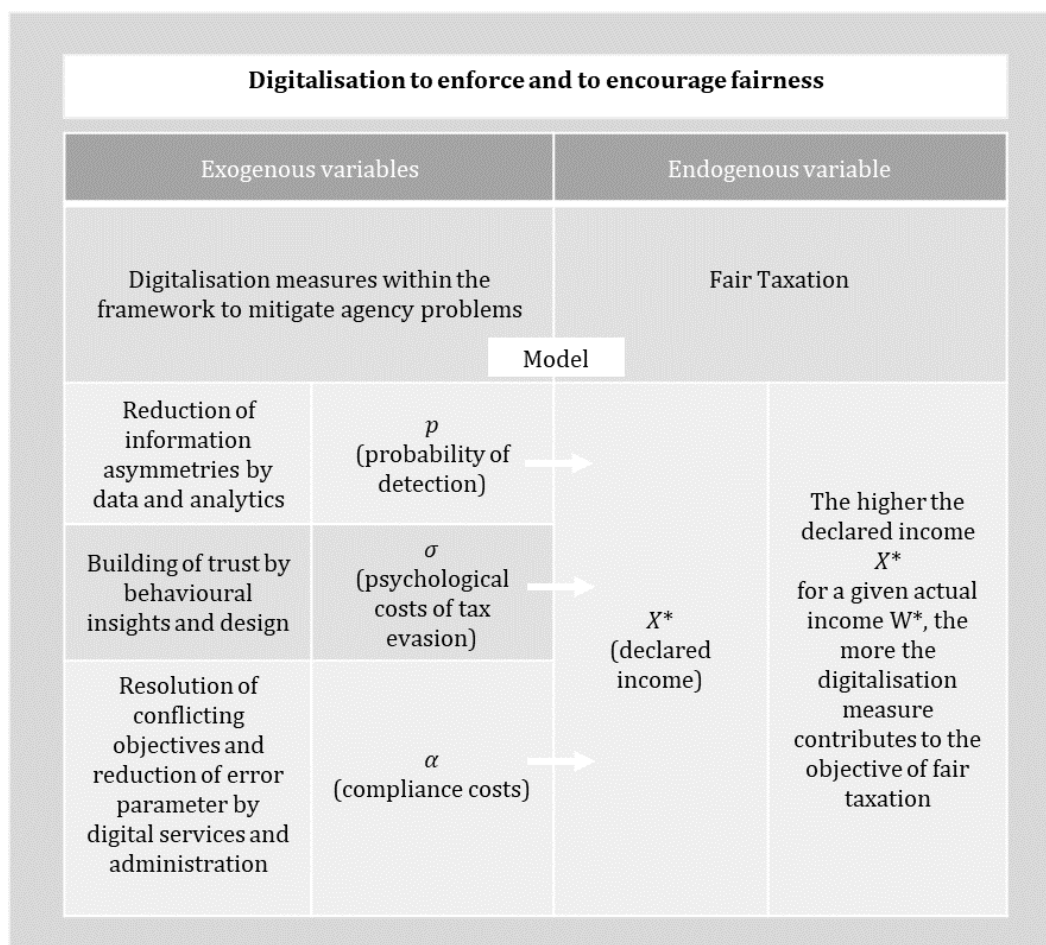 Digitalisation to enforce and to encourage fairness
Exogenous variables
Endogenous variable
Digitalisation measures within the
framework to mitigate agency problems
Fair Taxation
Model
Reduction of
information
asymmetries by
data and analytics
p
(probability of
detection)
Building of trust by
behavioural
insights and design
σ
(psychological
costs of tax
evasion)
Resolution of
conflicting
objectives and
reduction of error
parameter by
digital services and
administration
α
(compliance costs)
X*
(declared
income)
The higher the
declared income
X*
for a given actual
income W*, the
more the
digitalisation
measure
contributes to the
objective of fair
taxation